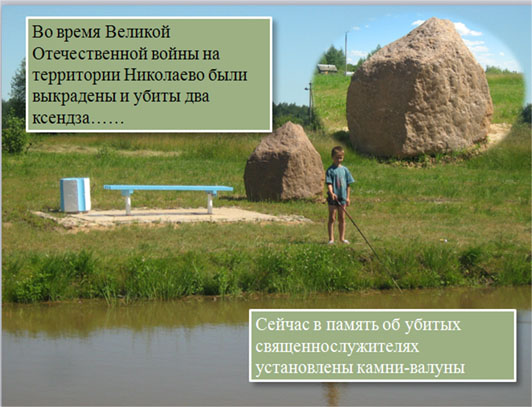 Во время Великой
Отечественной войны на
территории Николаево были
выкрадены и убиты два
ксендза……
Сейчас в память об убитых
священнослужителях
установлены камни-валуны